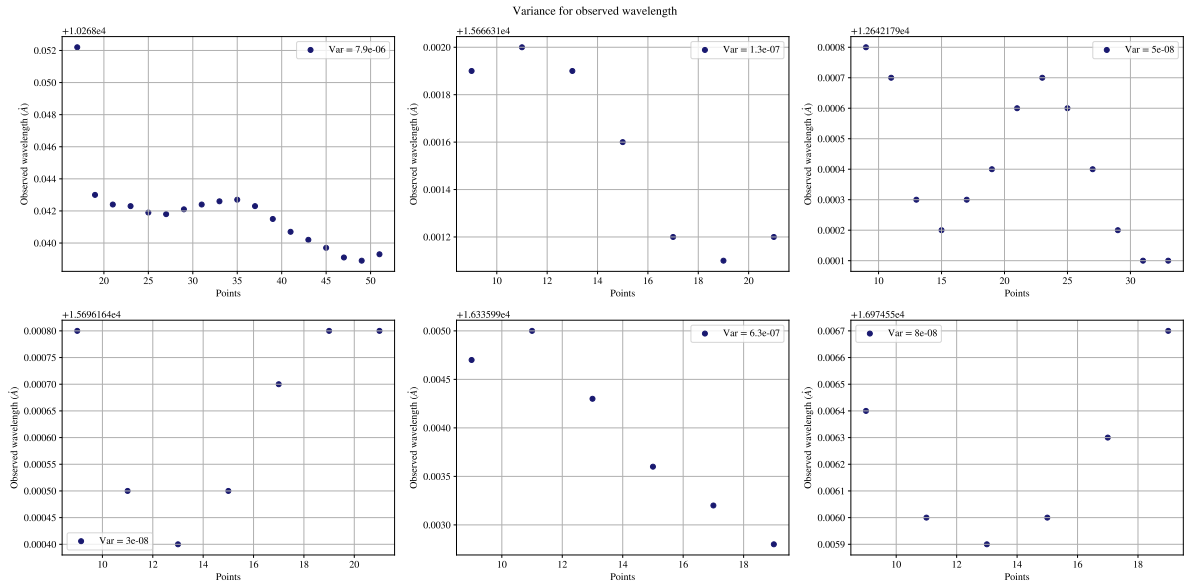 Variance for observed wavelength
+1.0268e4
Var = 7.9e-06
0.052
0.050
0.048
0.046
0.044
0.042
0.040
Observed wavelength (Å)
20 25 30 35 40 45 50
Points
+1.566631e4
Var = 1.3e-07
0.0020
0.0018
0.0016
0.0014
0.0012
Observed wavelength (Å)
10 12 14 16 18 20
Points
+1.2642179e4
Var = 5e-08
0.0008
0.0007
0.0006
0.0005
0.0004
0.0003
0.0002
0.0001
Observed wavelength (Å)
10 15 20 25 30
Points
+1.5696164e4
0.00080
0.00075
0.00070
0.00065
0.00060
0.00055
0.00050
0.00045
0.00040
Var = 3e-08
Observed wavelength (Å)
10 12 14 16 18 20
Points
+1.633599e4
Var = 6.3e-07
0.0050
0.0045
0.0040
0.0035
0.0030
Observed wavelength (Å)
10 12 14 16 18
Points
+1.697455e4
Var = 8e-08
0.0067
0.0066
0.0065
0.0064
0.0063
0.0062
0.0061
0.0060
0.0059
Observed wavelength (Å)
10 12 14 16 18
Points